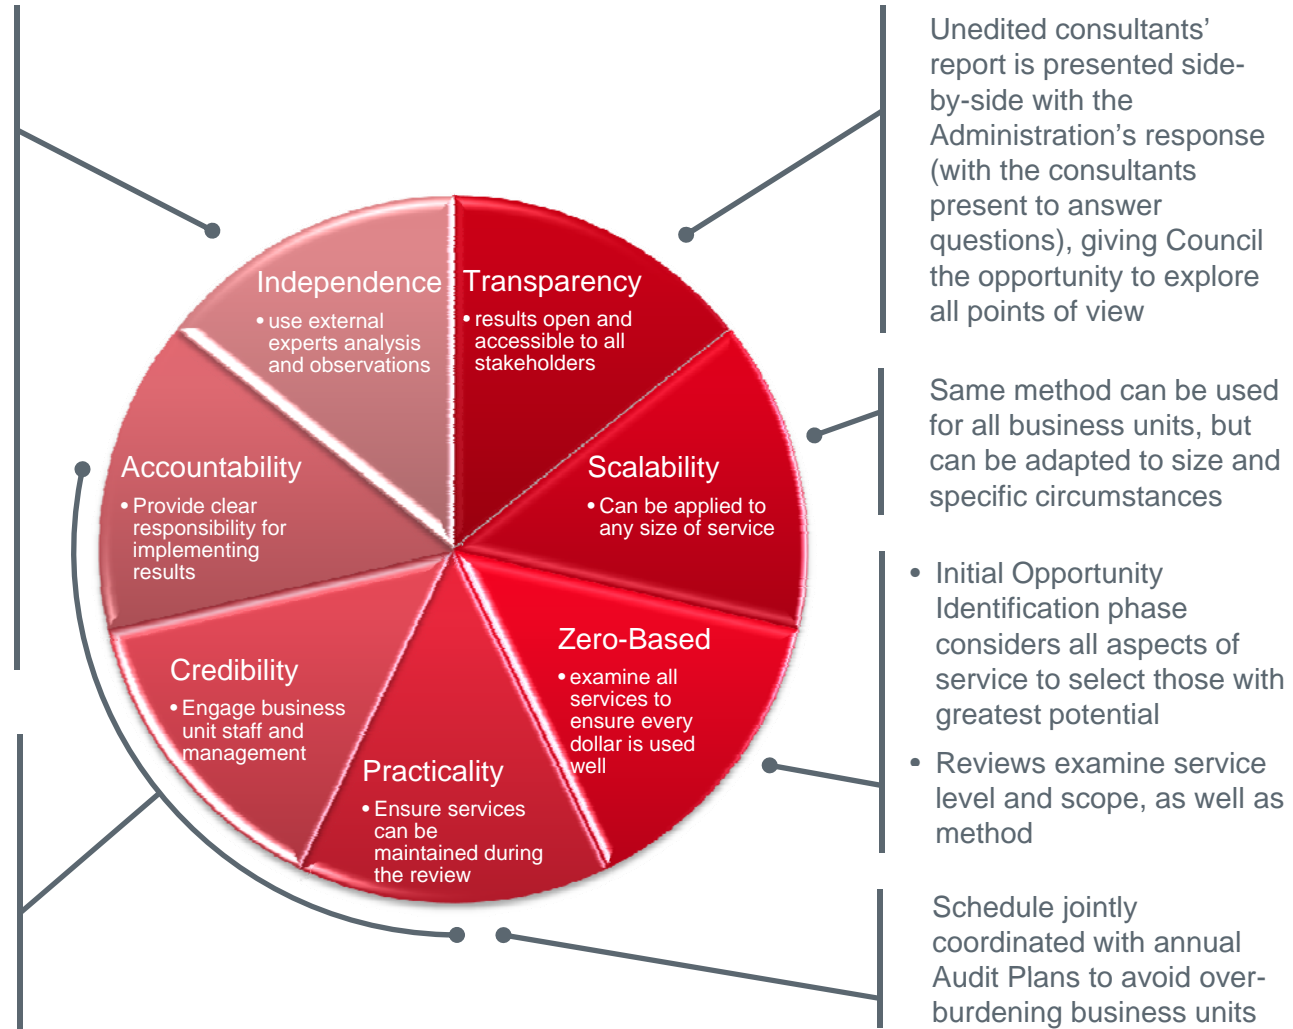 Independence
• use external
experts analysis
and observations
Transparency
• results open and
accessible to all
stakeholders
Accountability
• Provide clear
responsibility for
implementing
results
Scalability
• Can be applied to
any size of service
Credibility
• Engage business
unit staff and
management
Zero-Based
• examine all
services to
ensure every
dollar is used
well
Practicality
• Ensure services
can be
maintained during
the review
Unedited consultants’
report is presented side-
by-side with the
Administration’s response
(with the consultants
present to answer
questions), giving Council
the opportunity to explore
all points of view
Same method can be used
for all business units, but
can be adapted to size and
specific circumstances
• Initial Opportunity
Identification phase
considers all aspects of
service to select those with
greatest potential
• Reviews examine service
level and scope, as well as
method
Schedule jointly
coordinated with annual
Audit Plans to avoid over-
burdening business units